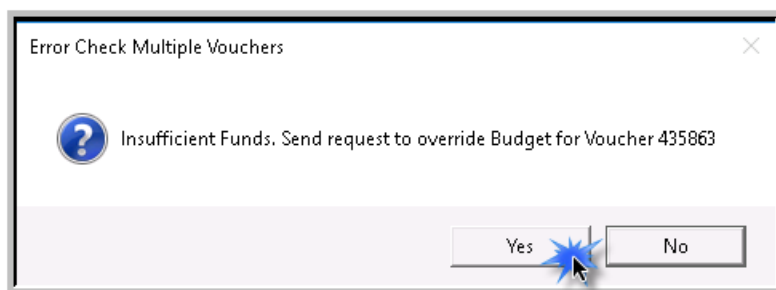 Error Check Multiple Vouchers
Insufficient Funds. Send request to override Budget for Voucher 435863
Yes
No